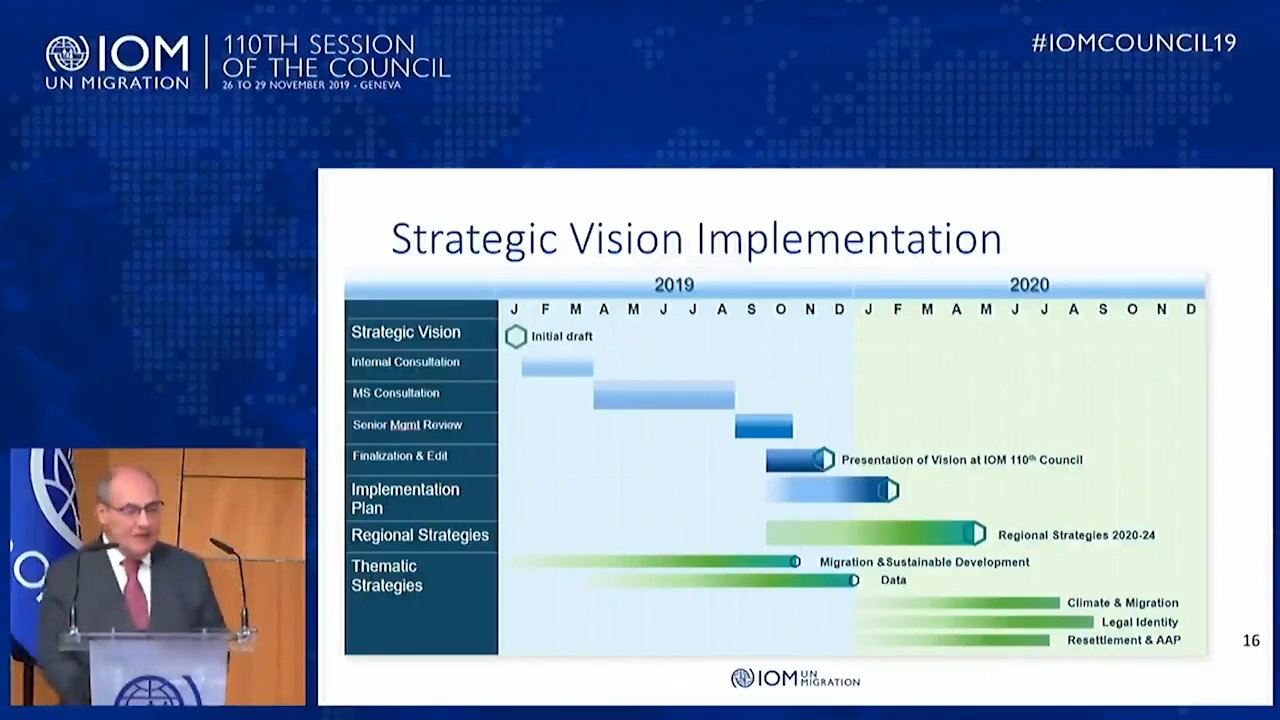 IOM
UN MIGRATION
110TH SESSION
OF THE COUNCIL
26 TO 29 NOVEMBER 2019 - GENEVA
#IOMCOUNCIL19
Strategic Vision Implementation
2019 2020
J F M A M J J A S O N D J F M A M J J A S O N D
Strategic Vision
Initial draft
Internal Consultation
MS Consultation
Senior Mgmt Review
Finalization & Edit
Presentation of Vision at IOM 110th Council
Implementation
Plan
Regional Strategies
Regional Strategies 2020-24
Thematic
Strategies
Migration &Sustainable Development
Data
Climate & Migration
Legal Identity
Resettlement & AAP
16
IOM UN
MIGRATION